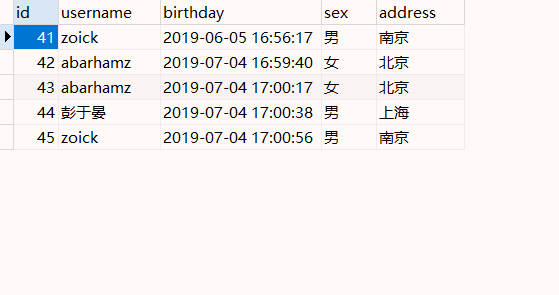 id username birthday sex address
41 zoick 2019-06-05 16:56:17 男 南京
42 abarhamz 2019-07-04 16:59:40 女 北京
43 abarhamz 2019-07-04 17:00:17 女 北京
44 彭于晏 2019-07-04 17:00:38 男 上海
45 zoick 2019-07-04 17:00:56 男 南京